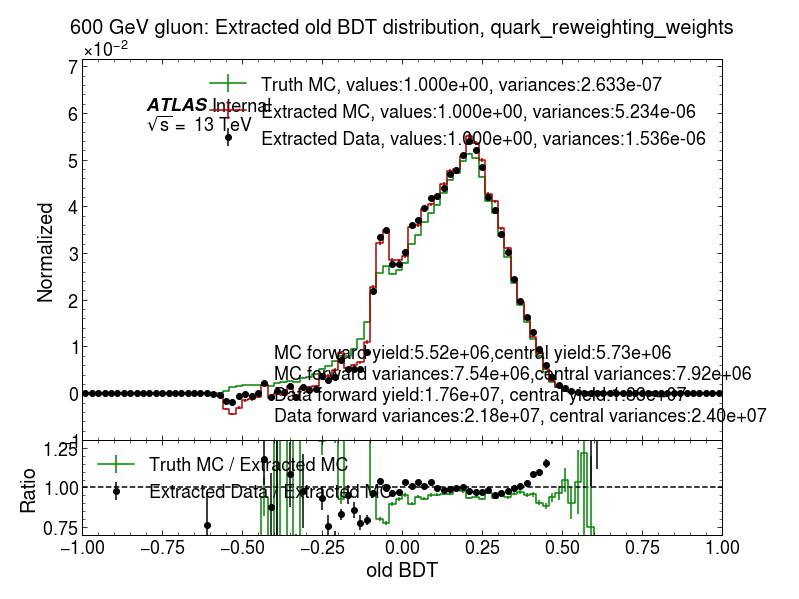 600 GeV gluon: Extracted old BDT distribution, quark_reweighting_weights
×10−2
7
6
5
4
3
2
1
0
−1
Normalized
Truth MC, values:1.000e+00, variances:2.633e-07
ATLAS Internal
Extracted MC, values:1.000e+00, variances:5.234e-06
√s = 13 TeV
Extracted Data, values:1.000e+00, variances:1.536e-06
MC forward yield:5.52e+06,central yield:5.73e+06
MC forward variances:7.54e+06,central variances:7.92e+06
Data forward yield:1.76e+07, central yield
Data forward variances:2.18e+07, central variances:2.40e+07
1.25
1.00
0.75
Ratio
Truth MC / Extracted MC
Extracted Data / Extracted MC
−1.00 −0.75 −0.50 −0.25 0.00 0.25 0.50 0.75 1.00
old BDT